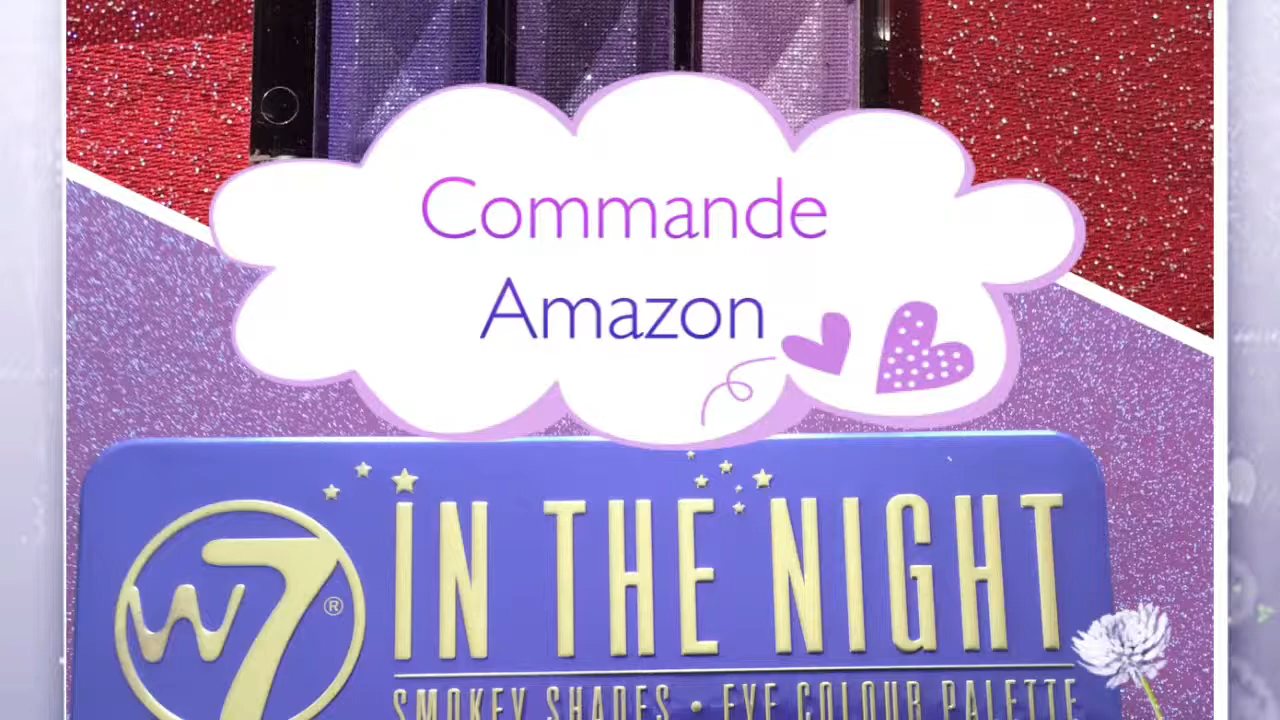 Commande
Amazon
W7®
IN THE NIGHT
SMOKEY SHADES • EYE COLOUR PALETTE